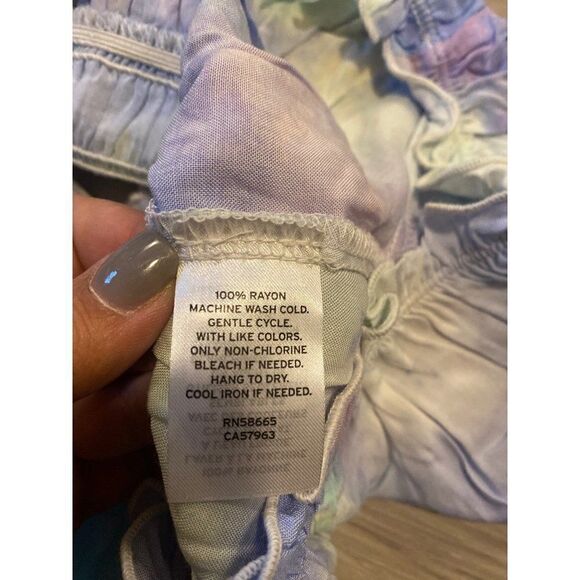 100% RAYON
MACHINE WASH COLD.
GENTLE CYCLE.
WITH LIKE COLORS.
ONLY NON-CHLORINE
BLEACH IF NEEDED.
HANG TO DRY.
COOL IRON IF NEEDED.
RN58665
CA57963